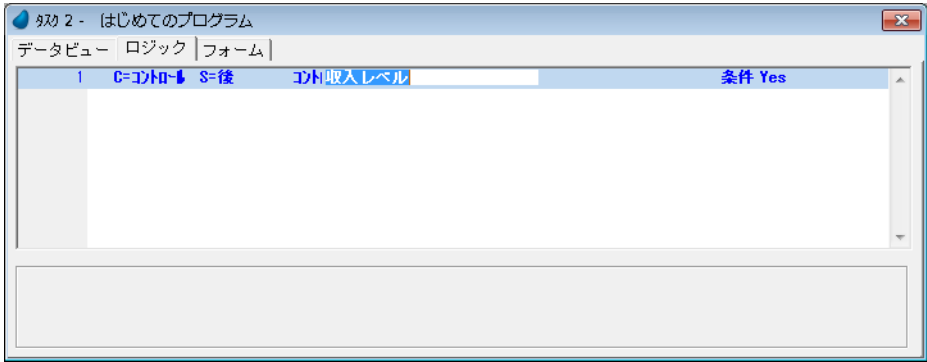 ﾀｽｸ 2 - はじめてのプログラム
データビュー ロジック フォーム
1 C=ｺﾝﾄﾛｰﾙ S=後 ｺﾝﾄ 収入レベル 条件 Yes